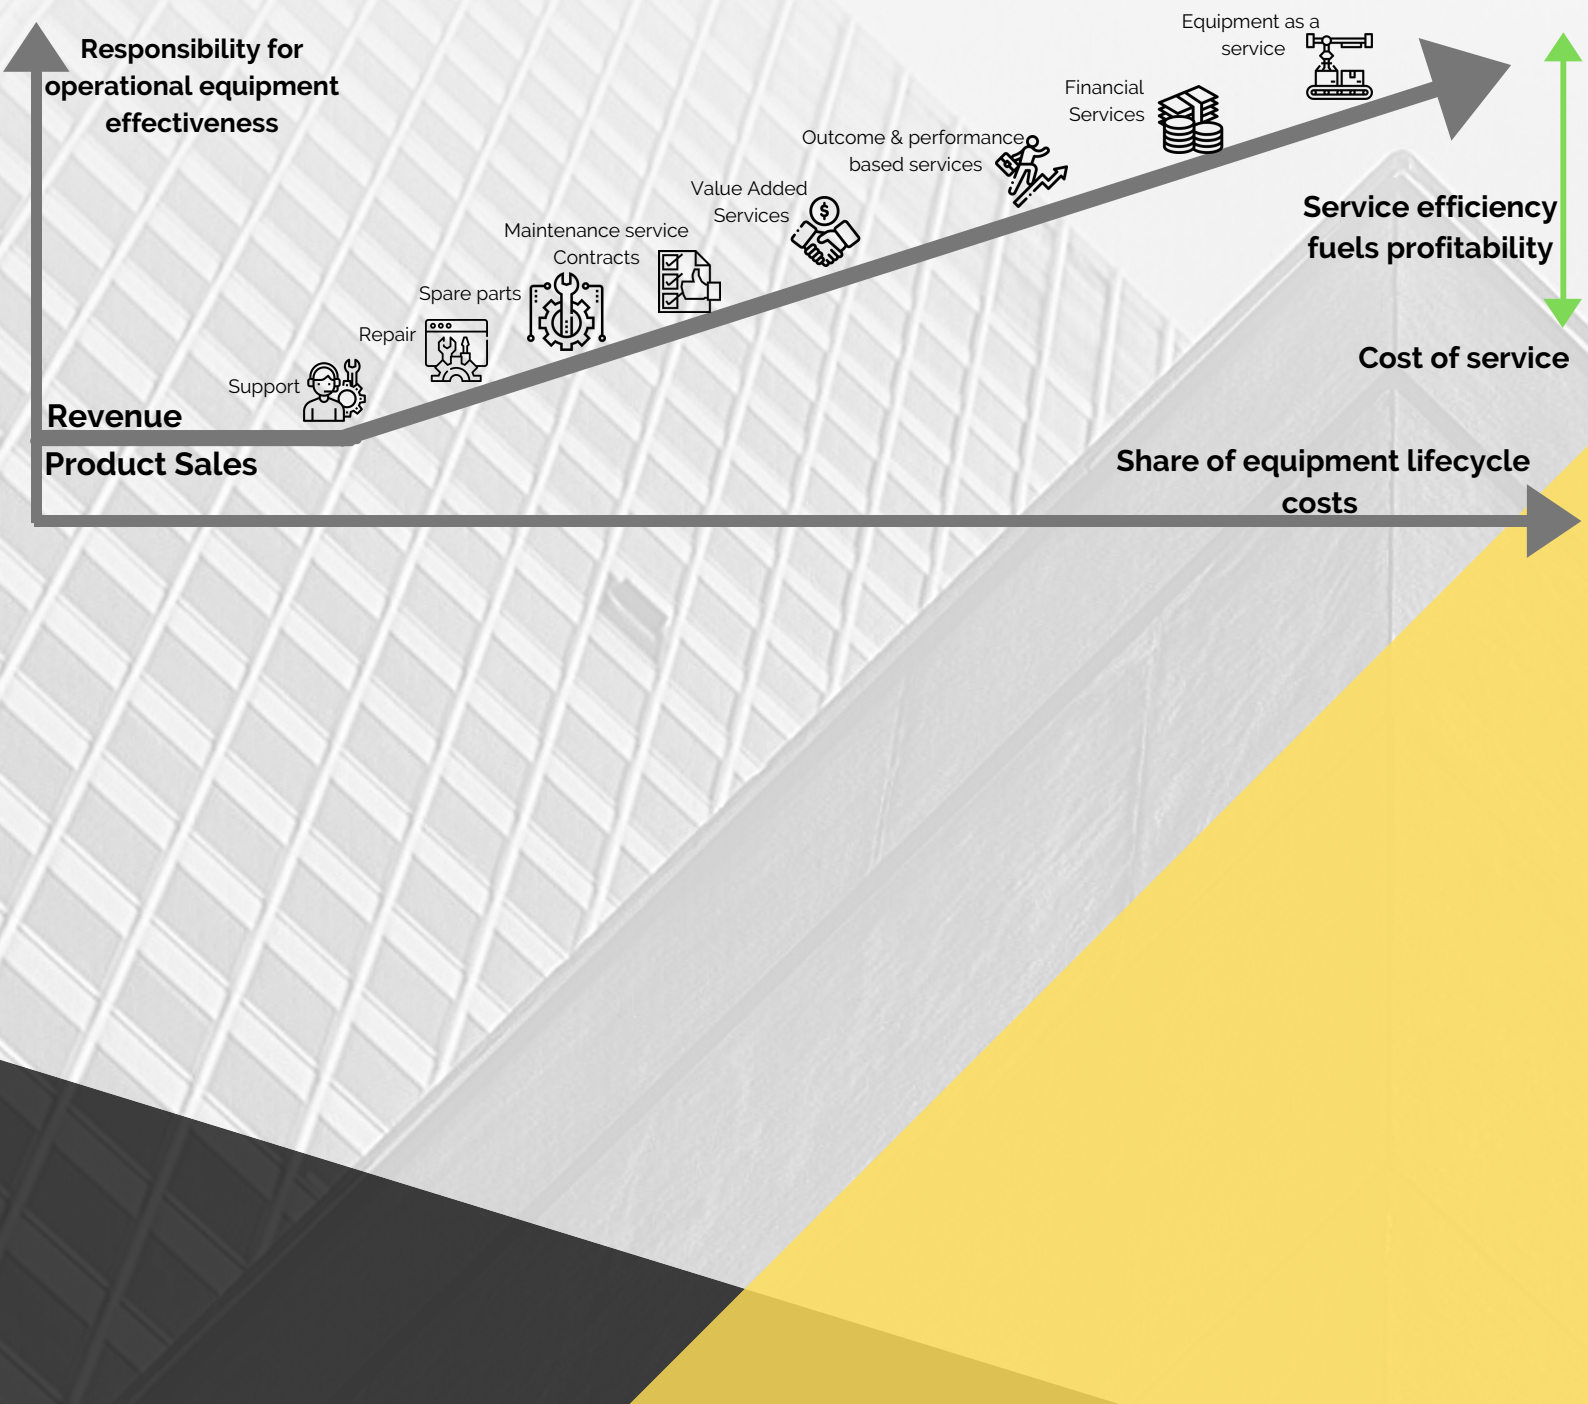 Responsibility for
operational equipment
effectiveness
Equipment as a
service
Financial
Services
Outcome & performance
based services
Value Added
Services
$
Maintenance service
Contracts
Spare parts
Repair
Support
Revenue
Product Sales
Service efficiency
fuels profitability
Cost of service
Share of equipment lifecycle
costs